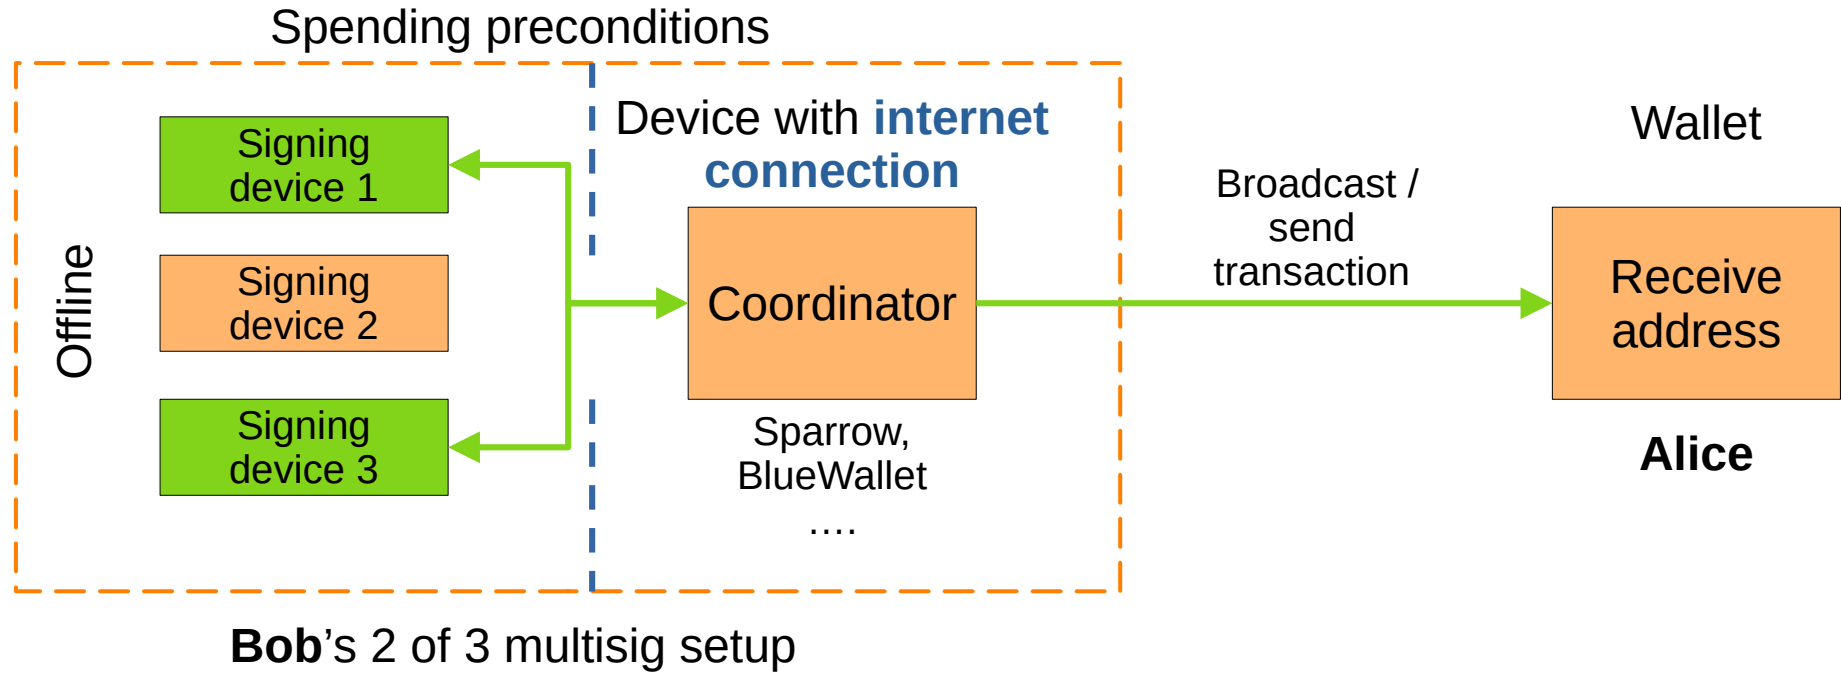 Spending preconditions
Offline
Signing
device 1
Signing
device 2
Signing
device 3
Device with internet
connection
Coordinator
Sparrow,
BlueWallet
....
Broadcast /
send
transaction
Wallet
Receive
address
Alice
Bob’s 2 of 3 multisig setup